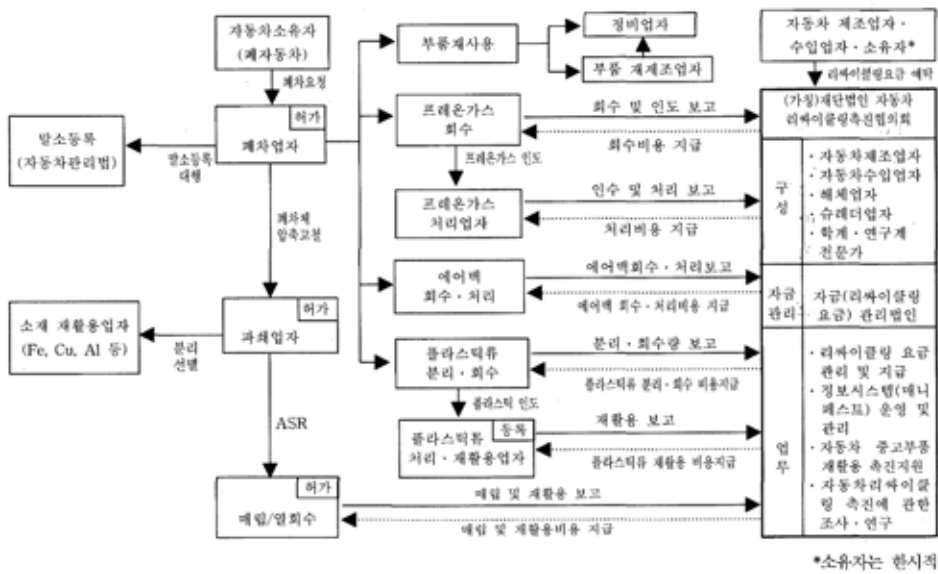 자동차소유자
(폐자동차)
폐차요청
허가
폐차업자
말소등록
(자동차관리법)
말소등록
대행
폐차체
압축고철
허가
파쇄업자
소재 재활용업자
(Fe, Cu, Al 등)
분리
선별
ASR
허가
매립/열회수
부품재사용
정비업자
부품 재제조업자
프레온가스
회수
프레온가스 인도
프레온가스
처리업자
에어백
회수·처리
플라스틱류
분리·회수
플라스틱 인도
등록
플라스틱류
처리·재활용업자
회수 및 인도 보고
회수비용 지급
인수 및 처리 보고
처리비용 지급
에어백회수·처리보고
에어백 회수·처리비용 지급
분리·회수량 보고
플라스틱류 분리·회수 비용지급
재활용 보고
플라스틱류 재활용 비용지급
매립 및 재활용 보고
매립 및 재활용비용 지급
자동차 제조업자·
수입업자·소유자*
리싸이클링요금 예탁
(가칭)재단법인 자동차
리싸이클링촉진협의회
구
성
·자동차제조업자
·자동차수입업자
·해체업자
·슈레더업자
·학계·연구계
전문가
자금
관리
자금(리싸이클링
요금) 관리법인
업
무
·리싸이클링 요금
관리 및 지급
·정보시스템(매니
페스트) 운영 및
관리
·자동차 중고부품
재활용 촉진지원
·자동차리싸이클
링 촉진에 관한
조사·연구
*소유자는 한시적